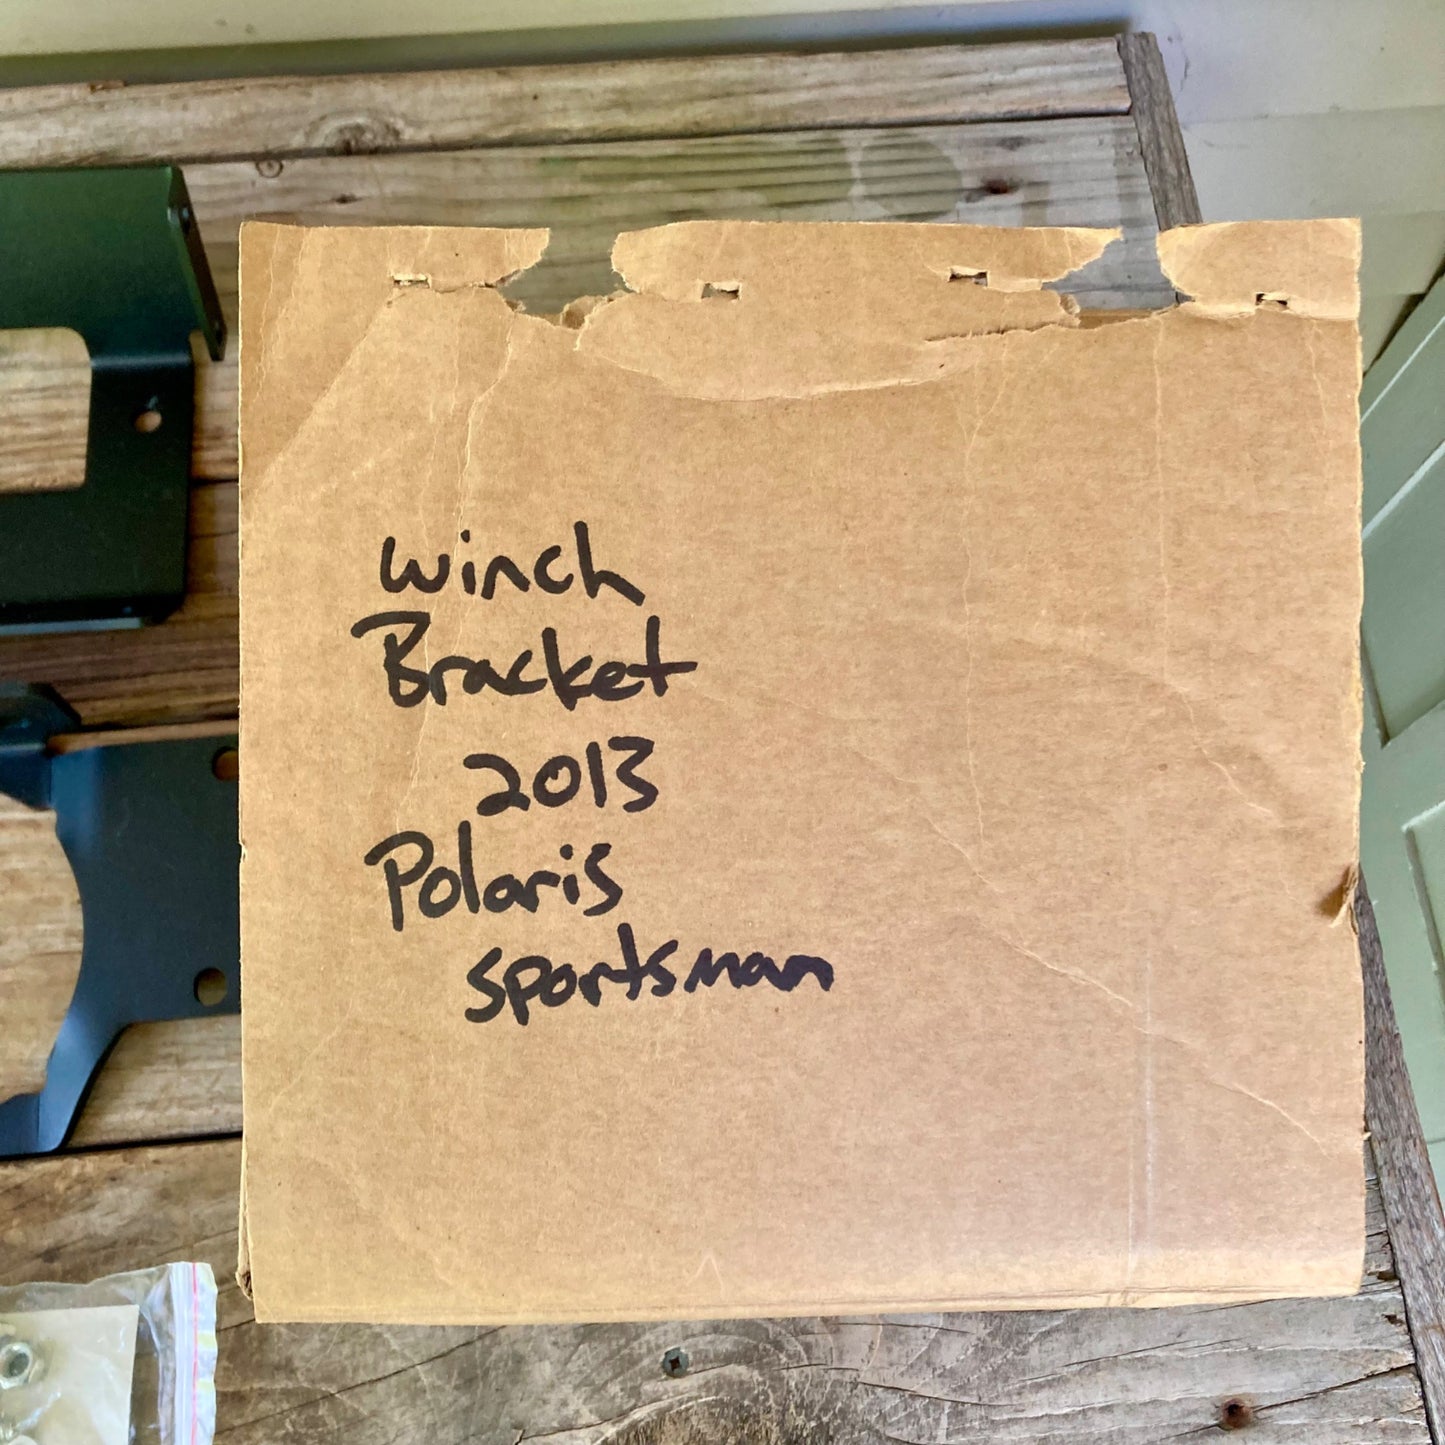 winch
Bracket
2013
Polaris
sportsman